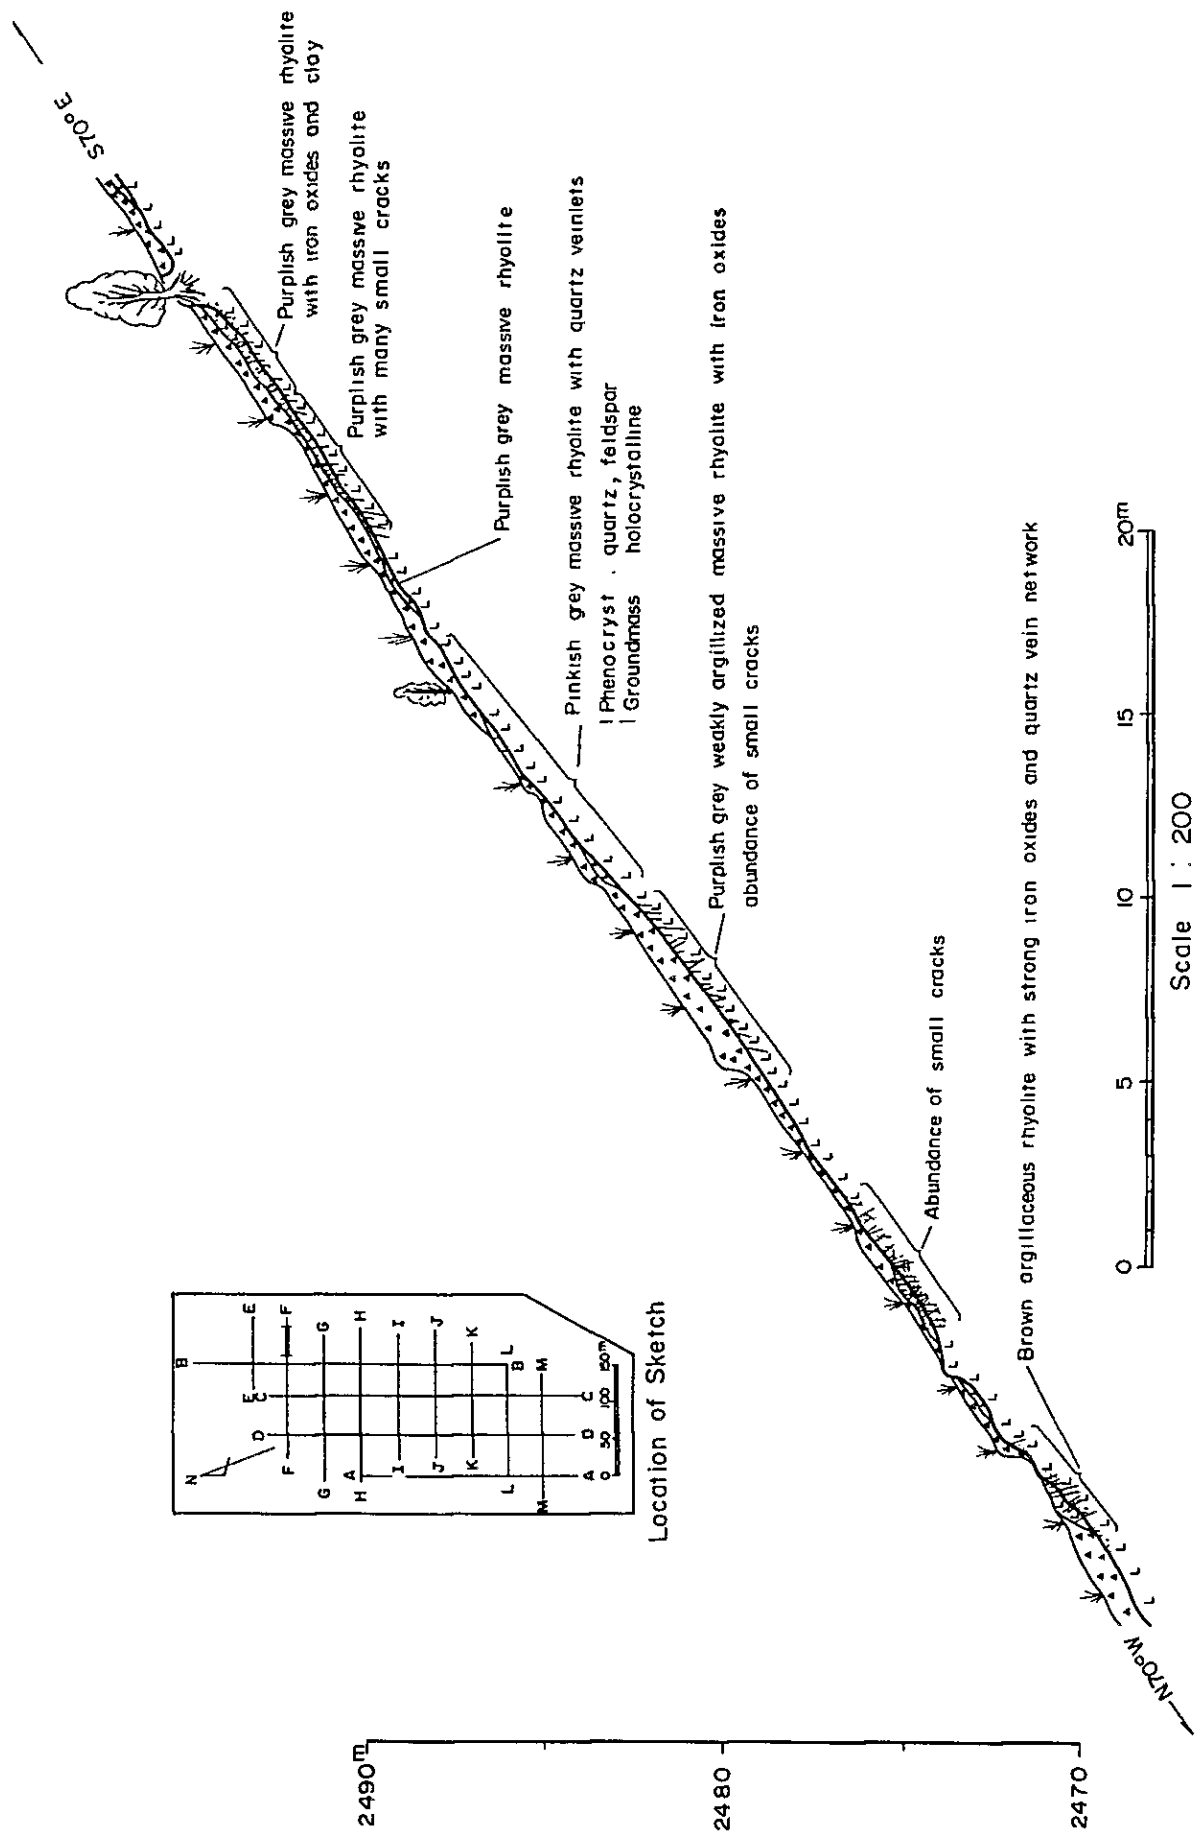 S70°E
Purplish grey massive rhyolite
with iron oxides and clay
Purplish grey massive rhyolite
with many small cracks
Purplish grey massive rhyolite
Pinkish grey massive rhyolite with quartz veinlets
Phenocryst . quartz, feldspar
Groundmass holocrystalline
Purplish grey weakly argillized massive rhyolite with iron oxides
abundance of small cracks
Abundance of small cracks
Brown argillaceous rhyolite with strong iron oxides and quartz vein network
N70°W
2490m
2480
2470
0 5 10 15 20m
Scale 1 : 200
N
B
E E
C
D
F F
G G
A
H H
I I
J J
K K
L L
B
M M
A D C
0 50 100 150m
Location of Sketch